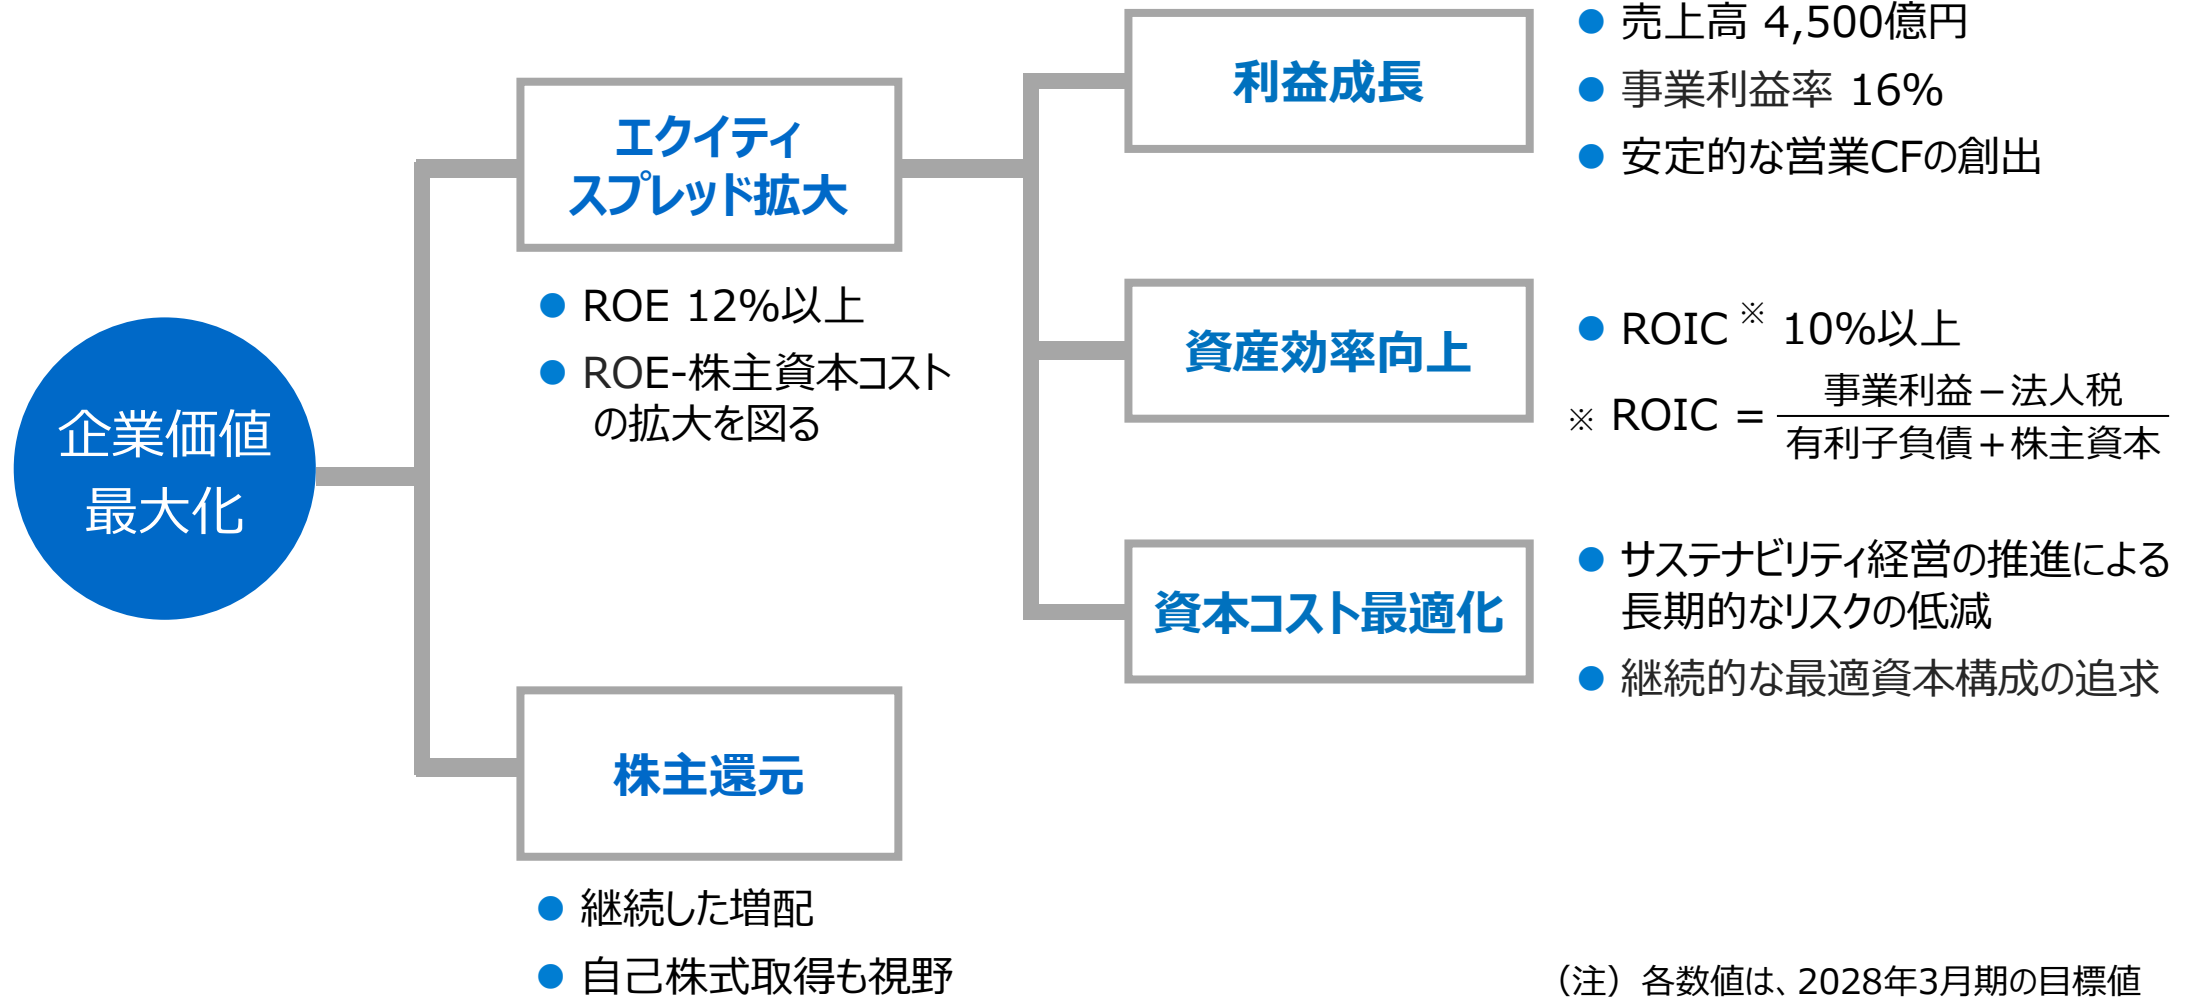 企業価値
最大化
エクイティ
スプレッド拡大
● ROE 12%以上
● ROE-株主資本コスト
の拡大を図る
株主還元
● 継続した増配
● 自己株式取得も視野
利益成長
● 売上高 4,500億円
● 事業利益率 16%
● 安定的な営業CFの創出
資産効率向上
● ROIC※ 10%以上
※ ROIC =
事業利益－法人税
有利子負債＋株主資本
資本コスト最適化
● サステナビリティ経営の推進による
長期的なリスクの低減
● 継続的な最適資本構成の追求
（注）各数値は、2028年3月期の目標値